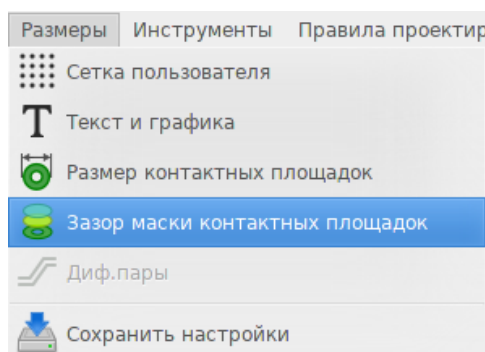 Размеры Инструменты Правила проектир
Сетка пользователя
Текст и графика
Размер контактных площадок
Зазор маски контактных площадок
Диф.пары
Сохранить настройки